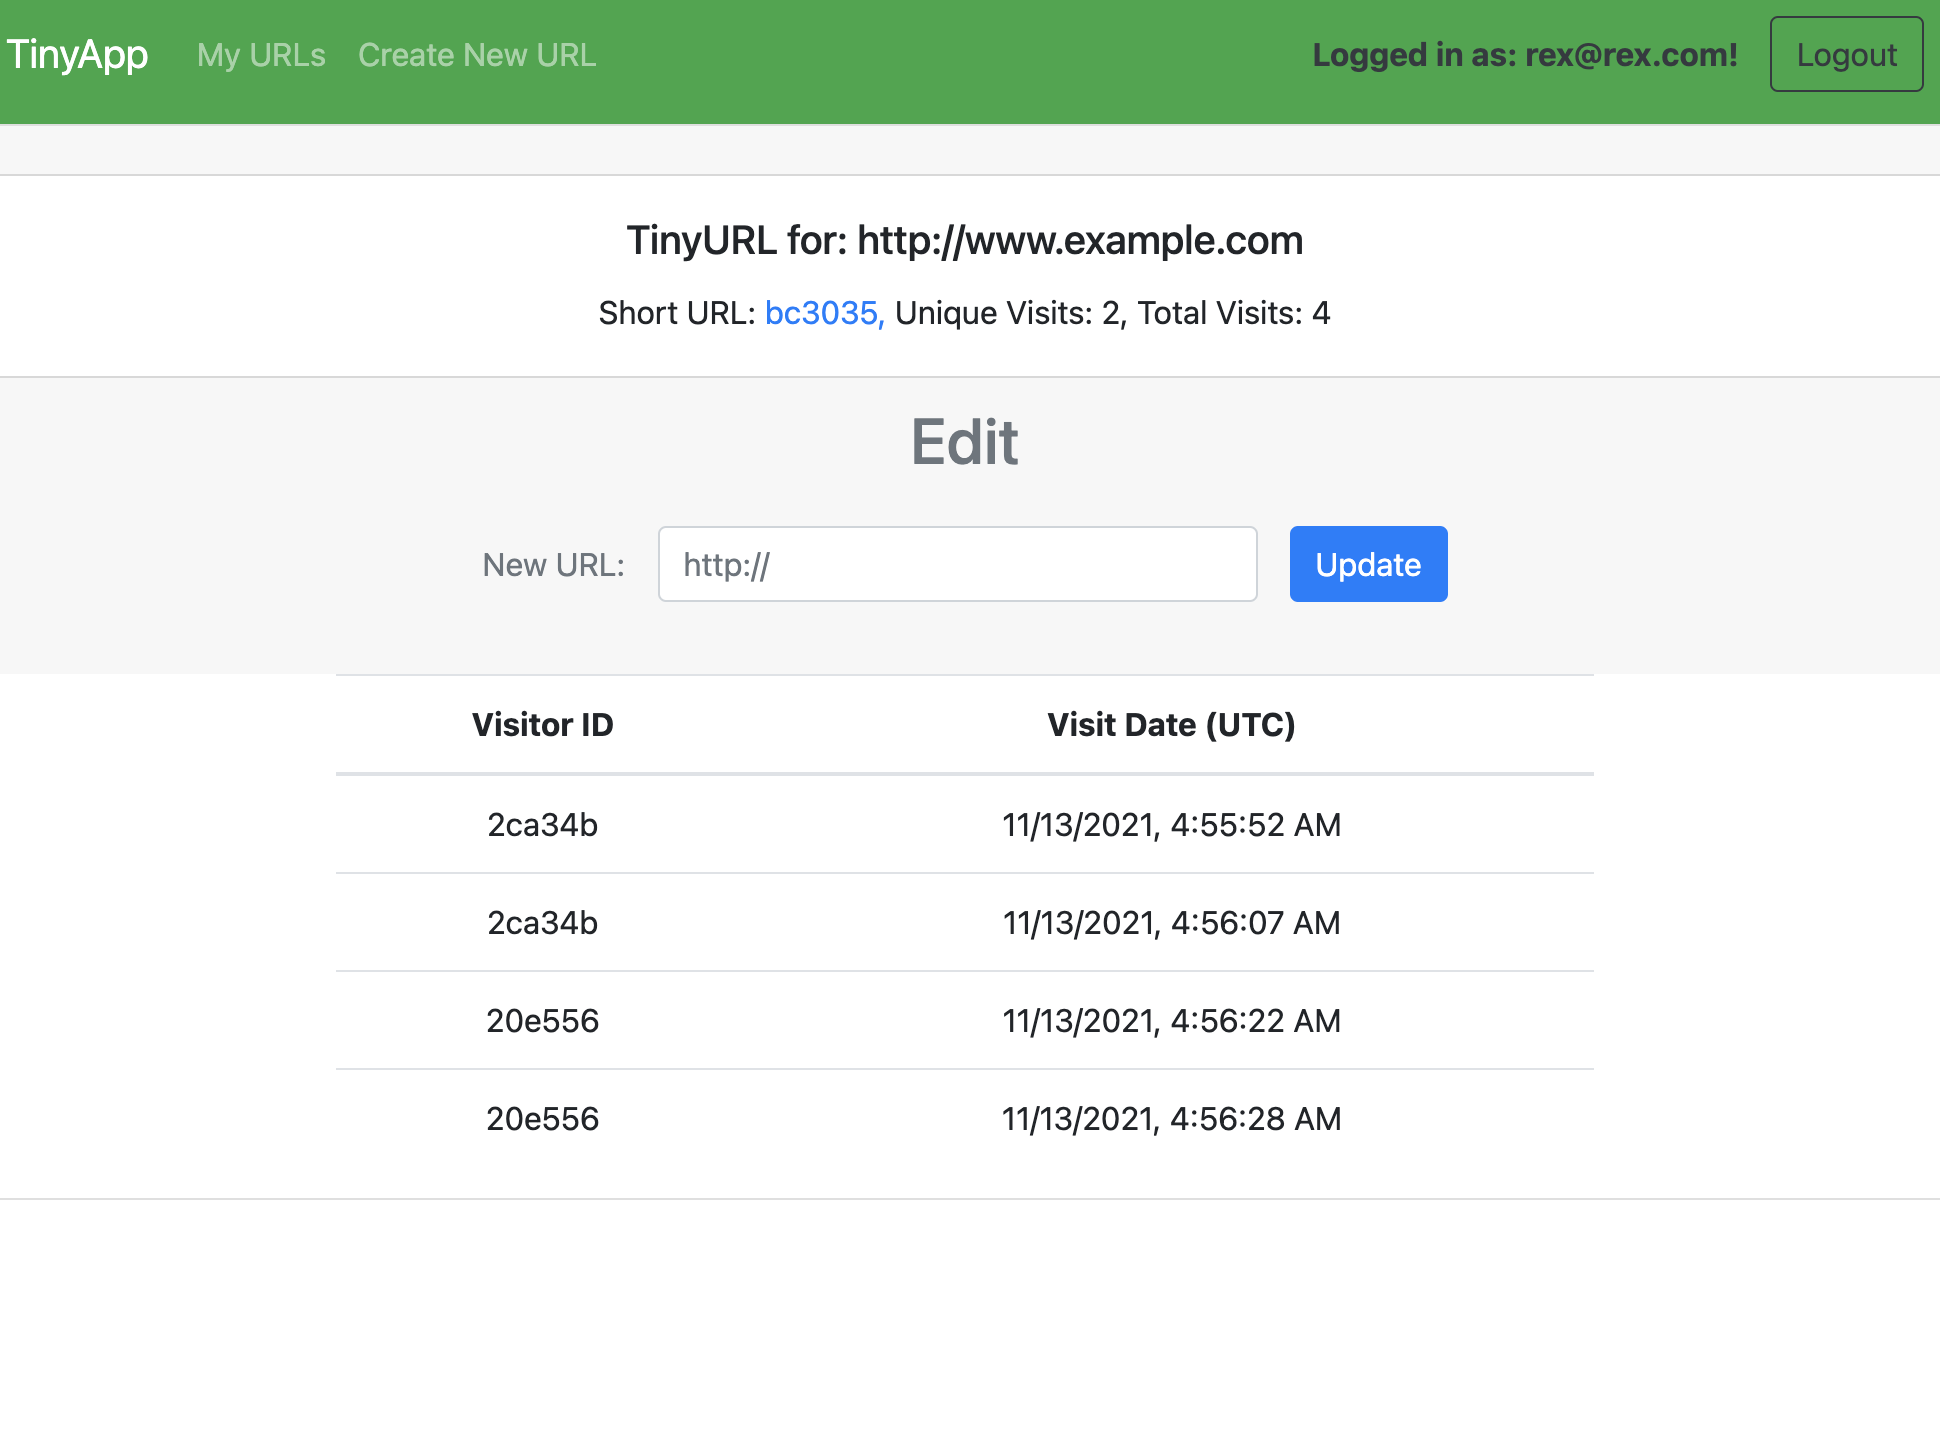 TinyApp My URLs Create New URL Logged in as: rex@rex.com! Logout
TinyURL for: http://www.example.com
Short URL: bc3035, Unique Visits: 2, Total Visits: 4
Edit
New URL: http:// Update
Visitor ID Visit Date (UTC)
2ca34b 11/13/2021, 4:55:52 AM
2ca34b 11/13/2021, 4:56:07 AM
20e556 11/13/2021, 4:56:22 AM
20e556 11/13/2021, 4:56:28 AM